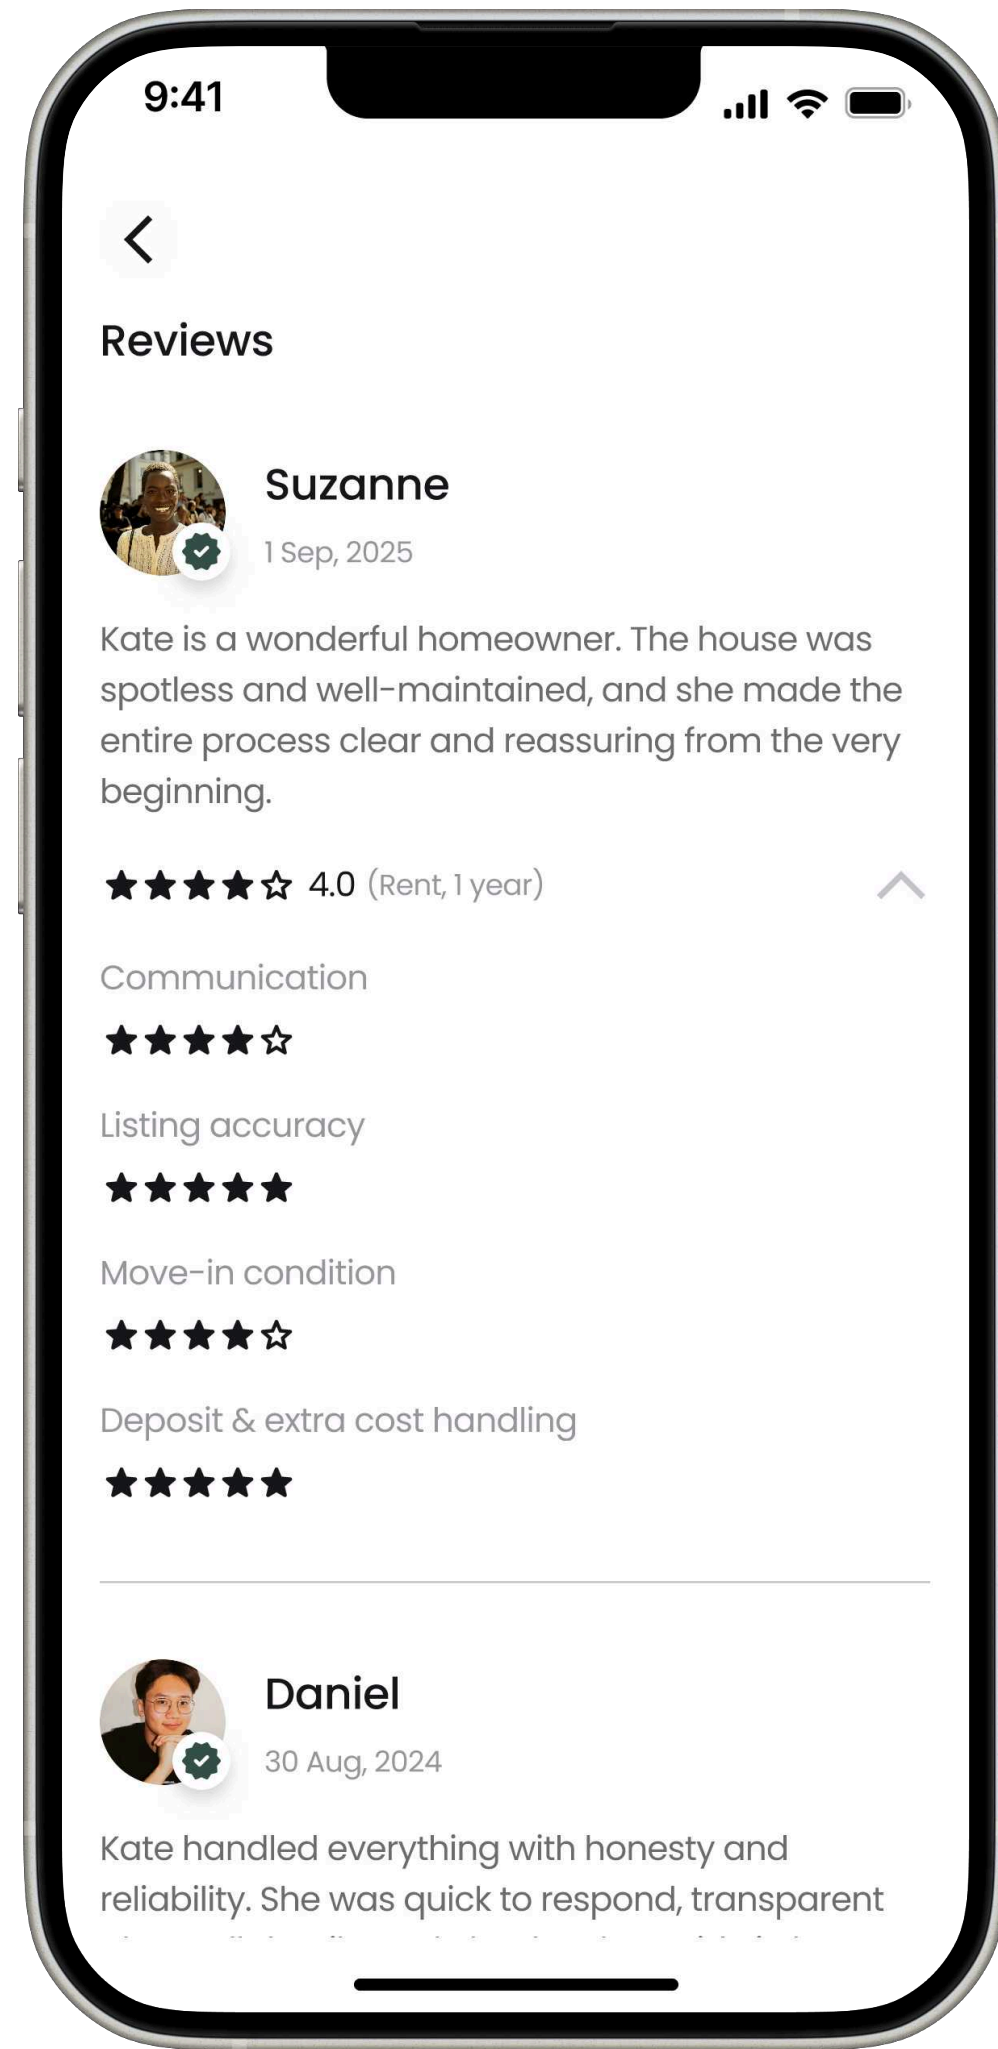 9:41
Reviews
Suzanne
1 Sep, 2025
Kate is a wonderful homeowner. The house was
spotless and well-maintained, and she made the
entire process clear and reassuring from the very
beginning.
4.0 (Rent, 1 year)
Communication
Listing accuracy
Move-in condition
Deposit & extra cost handling
Daniel
30 Aug, 2024
Kate handled everything with honesty and
reliability. She was quick to respond, transparent